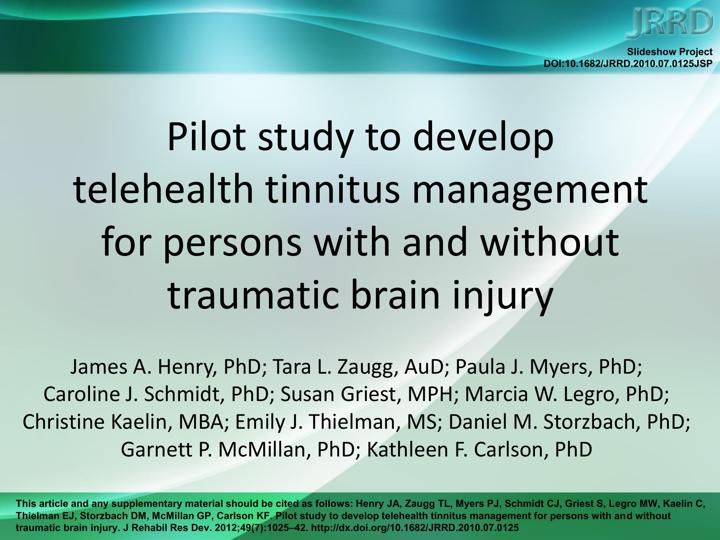 JRRD
Slideshow Project
DOI:10.1682/JRRD.2010.07.0125JSP
Pilot study to develop
telehealth tinnitus management
for persons with and without
traumatic brain injury
James A. Henry, PhD; Tara L. Zaugg, AuD; Paula J. Myers, PhD;
Caroline J. Schmidt, PhD; Susan Griest, MPH; Marcia W. Legro, PhD;
Christine Kaelin, MBA; Emily J. Thielman, MS; Daniel M. Storzbach, PhD;
Garnett P. McMillan, PhD; Kathleen F. Carlson, PhD
This article and any supplementary material should be cited as follows: Henry JA, Zaugg TL, Myers PJ, Schmidt CJ, Griest S, Legro MW, Kaelin C,
Thielman EJ, Storzbach DM, McMillan GP, Carlson KF. Pilot study to develop telehealth tinnitus management for persons with and without
traumatic brain injury. J Rehabil Res Dev. 2012;49(7):1025–42. http://dx.doi.org/10.1682/JRRD.2010.07.0125